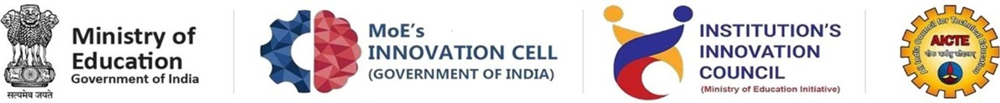 Ministry of
Education
Government of India
सत्यमेव जयते
MoE's
INNOVATION CELL
(GOVERNMENT OF INDIA)
INSTITUTION'S
INNOVATION
COUNCIL
(Ministry of Education Initiative)
All India Council for Technical Education
AICTE